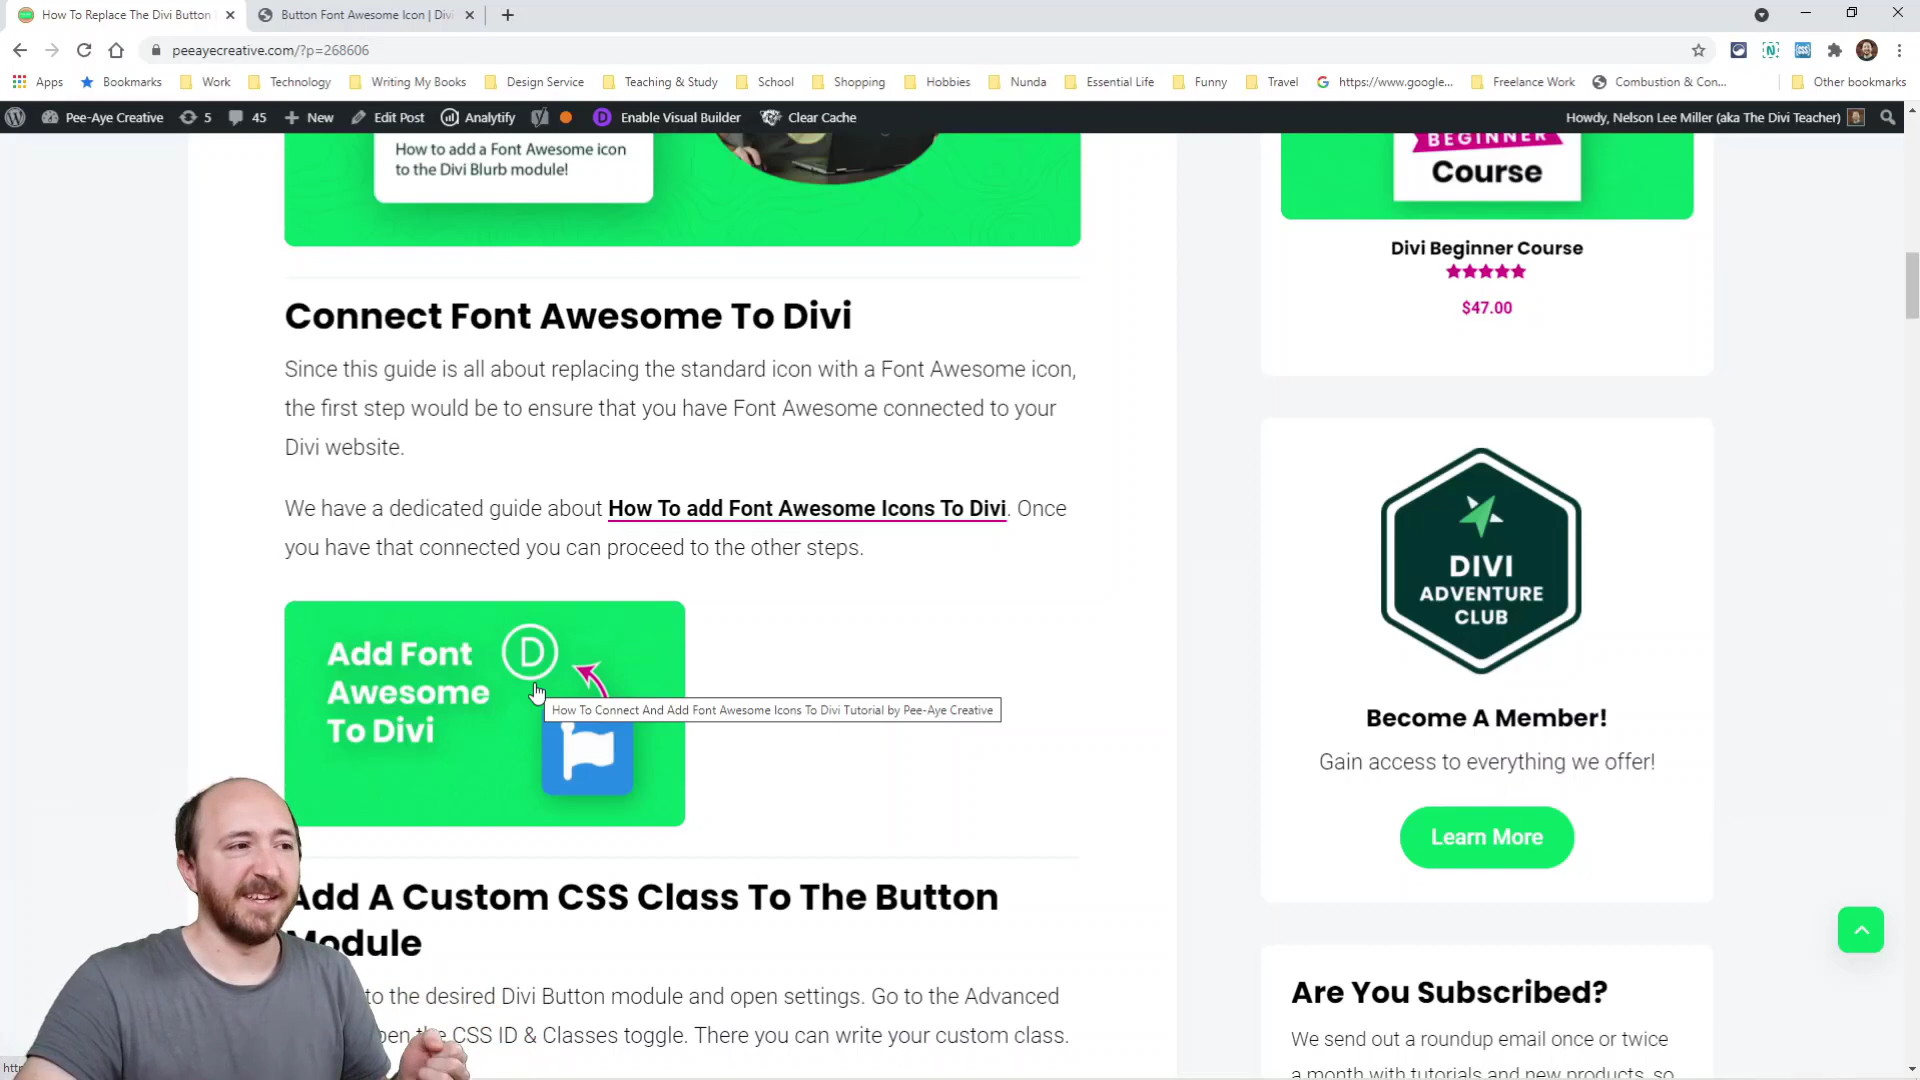 How To Replace The Divi Button
Button Font Awesome Icon | Divi
peeayecreative.com/?p=268606
Apps
Bookmarks
Work
Technology
Writing My Books
Design Service
Teaching & Study
School
Shopping
Hobbies
Nunda
Essential Life
Funny
Travel
https://www.google...
Freelance Work
Combustion & Con...
Other bookmarks
Pee-Aye Creative
5
45
New
Edit Post
Analytify
Enable Visual Builder
Clear Cache
Howdy, Nelson Lee Miller (aka The Divi Teacher)
How to add a Font Awesome icon
to the Divi Blurb module!
Connect Font Awesome To Divi
Since this guide is all about replacing the standard icon with a Font Awesome icon,
the first step would be to ensure that you have Font Awesome connected to your
Divi website.
We have a dedicated guide about How To add Font Awesome Icons To Divi. Once
you have that connected you can proceed to the other steps.
Add Font
Awesome
To Divi
D
How To Connect And Add Font Awesome Icons To Divi Tutorial by Pee-Aye Creative
Add A Custom CSS Class To The Button
Module
to the desired Divi Button module and open settings. Go to the Advanced
the CSS ID & Classes toggle. There you can write your custom class.
BEGINNER
Course
Divi Beginner Course
$47.00
DIVI
ADVENTURE
CLUB
Become A Member!
Gain access to everything we offer!
Learn More
Are You Subscribed?
We send out a roundup email once or twice
a month with tutorials and new products, so